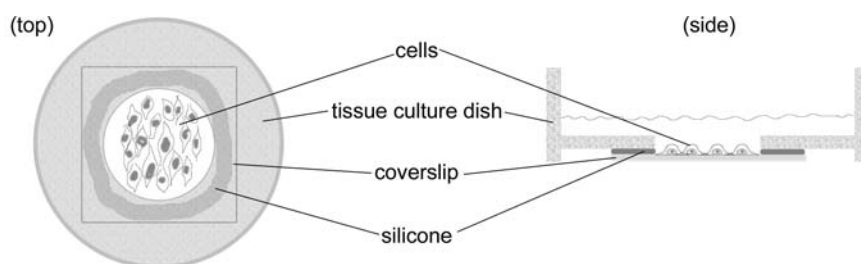 (top)
(side)
cells
tissue culture dish
coverslip
silicone